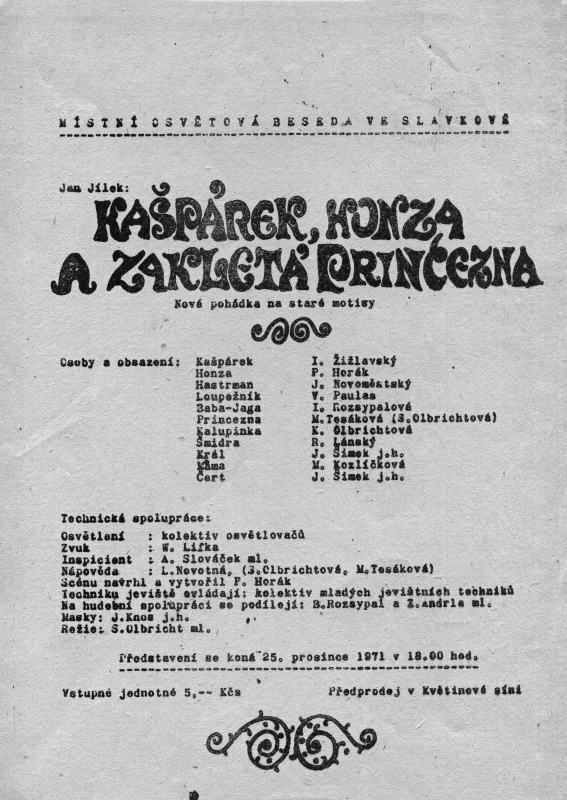 MÍSTNÍ OSVĚTOVÁ BESEDA VE SLAVKOVĚ
Jan Jílek:
KAŠPÁREK, HONZA
A ZAKLETÁ PRINCEZNA
Nová pohádka na staré motivy
Osoby a obsazení: Kašpárek I. Žižlavský
Honza P. Horák
Hastrman J. Novoměstský
Loupežník V. Paulas
Baba-Jaga I. Rozsypalová
Princezna M.Tesáková (S.Olbrichtová)
Kalupinka K. Olbrichtová
Šmidra R. Lánský
Král J. Šimek j.h.
Máma M. Kozlíčková
Čert J. Šimek j.h.
Technická spolupráce:
Osvětlení : kolektiv osvětlovačů
Zvuk : W. Lifka
Inspicient : A. Slováček ml.
Nápověda : L.Novotná, (S.Olbrichtová, M.Tesáková)
Scénu navrhl a vytvořil P. Horák
Techniku jeviště ovládají: kolektiv mladých jevištních techniků
Na hudební spolupráci se podílejí: B.Rozsypal a Z.Andrla ml.
Masky: J.Knos j.h.
Režie: S.Olbricht ml.
Představení se koná 25. prosince 1971 v 18.00 hod.
Vstupné jednotné 5,-- Kčs Předprodej v Květinové síni